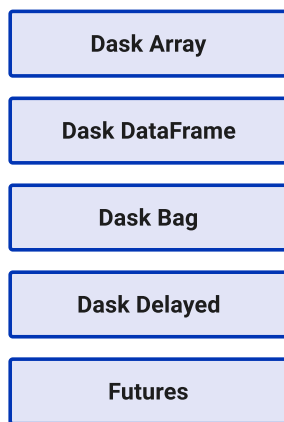 Dask Array
Dask DataFrame
Dask Bag
Dask Delayed
Futures